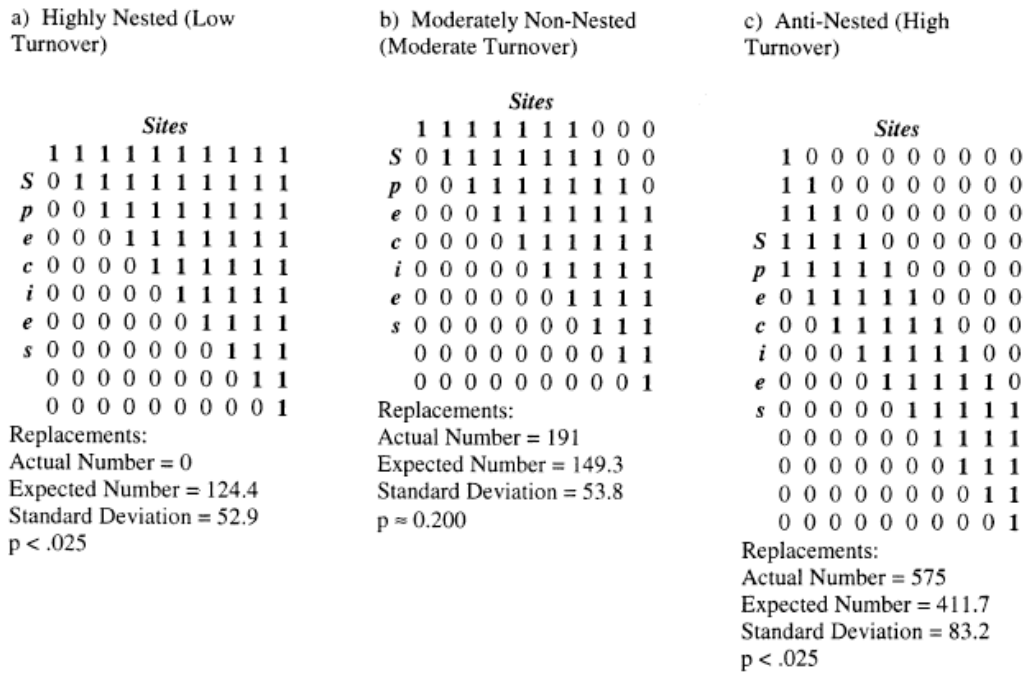 a) Highly Nested (Low
Turnover)
Sites
1 1 1 1 1 1 1 1 1 1
S 0 1 1 1 1 1 1 1 1 1
p 0 0 1 1 1 1 1 1 1 1
e 0 0 0 1 1 1 1 1 1 1
c 0 0 0 0 1 1 1 1 1 1
i 0 0 0 0 0 1 1 1 1 1
e 0 0 0 0 0 0 1 1 1 1
s 0 0 0 0 0 0 0 1 1 1
0 0 0 0 0 0 0 0 1 1
0 0 0 0 0 0 0 0 0 1
Replacements:
Actual Number = 0
Expected Number = 124.4
Standard Deviation = 52.9
p < .025
b) Moderately Non-Nested
(Moderate Turnover)
Sites
1 1 1 1 1 1 1 0 0 0
S 0 1 1 1 1 1 1 1 0 0
p 0 0 1 1 1 1 1 1 1 0
e 0 0 0 1 1 1 1 1 1 1
c 0 0 0 0 1 1 1 1 1 1
i 0 0 0 0 0 1 1 1 1 1
e 0 0 0 0 0 0 1 1 1 1
s 0 0 0 0 0 0 0 1 1 1
0 0 0 0 0 0 0 0 1 1
0 0 0 0 0 0 0 0 0 1
Replacements:
Actual Number = 191
Expected Number = 149.3
Standard Deviation = 53.8
p ≈ 0.200
c) Anti-Nested (High
Turnover)
Sites
1 0 0 0 0 0 0 0 0 0
1 1 0 0 0 0 0 0 0 0
1 1 1 0 0 0 0 0 0 0
S 1 1 1 1 0 0 0 0 0 0
p 1 1 1 1 1 0 0 0 0 0
e 0 1 1 1 1 1 0 0 0 0
c 0 0 1 1 1 1 1 0 0 0
i 0 0 0 1 1 1 1 1 0 0
e 0 0 0 0 1 1 1 1 1 0
s 0 0 0 0 0 1 1 1 1 1
0 0 0 0 0 0 1 1 1 1
0 0 0 0 0 0 0 1 1 1
0 0 0 0 0 0 0 0 1 1
0 0 0 0 0 0 0 0 0 1
Replacements:
Actual Number = 575
Expected Number = 411.7
Standard Deviation = 83.2
p < .025